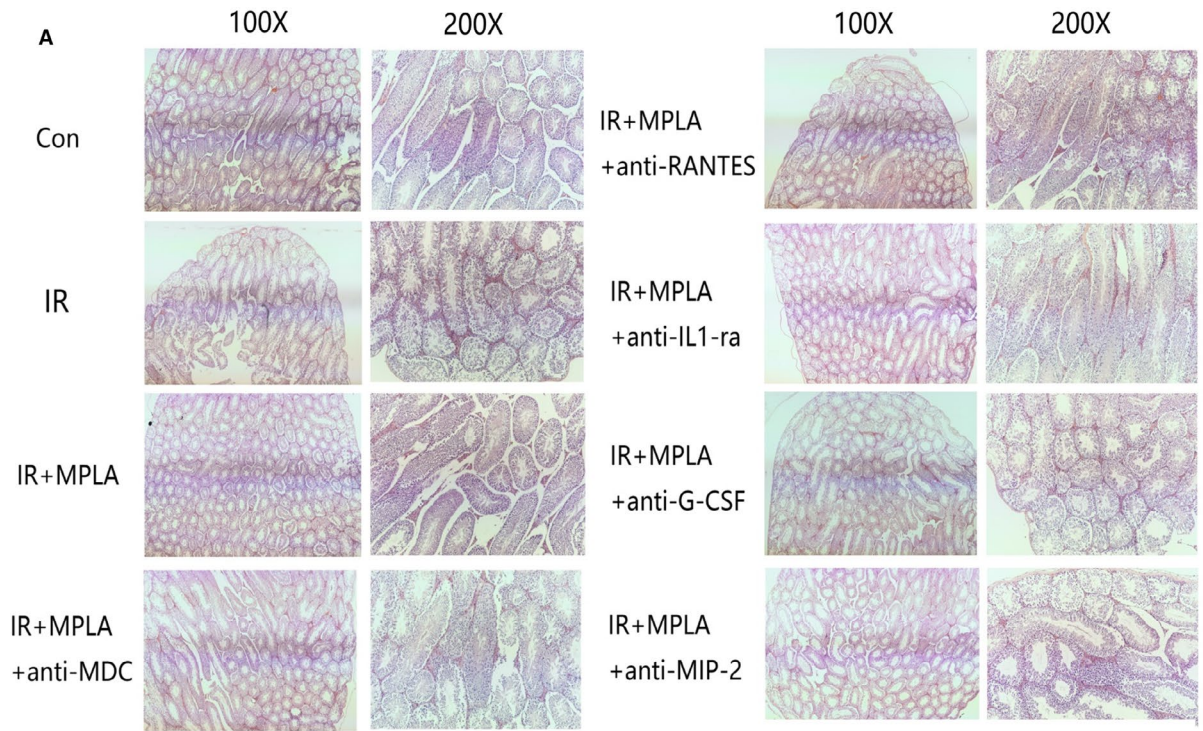 A
100X 200X
100X 200X
Con
IR
IR+MPLA
IR+MPLA
+anti-MDC
IR+MPLA
+anti-RANTES
IR+MPLA
+anti-IL1-ra
IR+MPLA
+anti-G-CSF
IR+MPLA
+anti-MIP-2